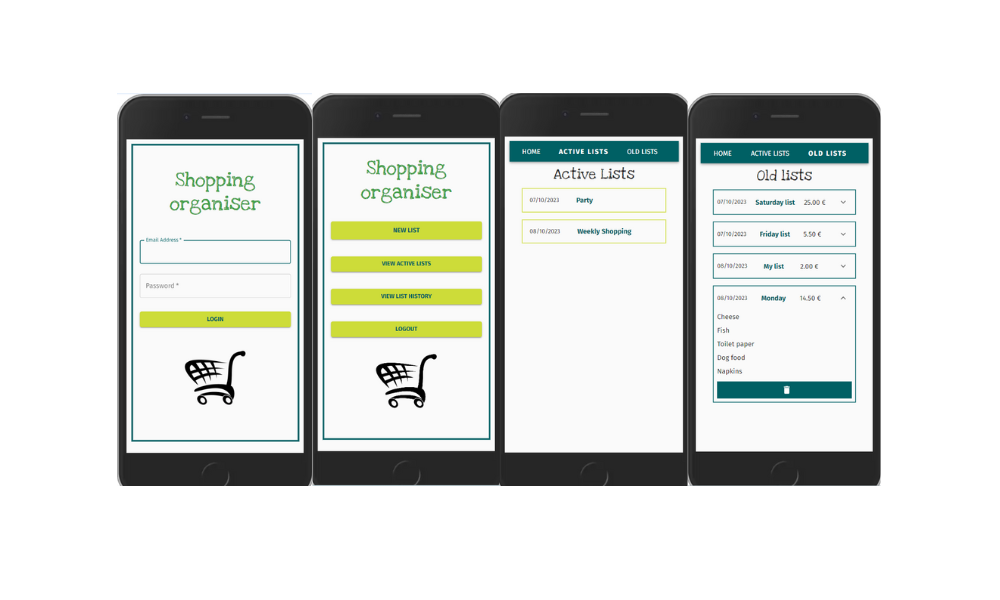 Shopping
organiser
Email Address *
Password *
LOGIN
Shopping
organiser
NEW LIST
VIEW ACTIVE LISTS
VIEW LIST HISTORY
LOGOUT
HOME ACTIVE LISTS OLD LISTS
Active Lists
07/10/2023 Party
08/10/2023 Weekly Shopping
HOME ACTIVE LISTS OLD LISTS
Old lists
07/10/2023 Saturday list 25.00 €
07/10/2023 Friday list 5.50 €
06/10/2023 My list 2.00 €
08/10/2023 Monday 14.50 €
Cheese
Fish
Toilet paper
Dog food
Napkins